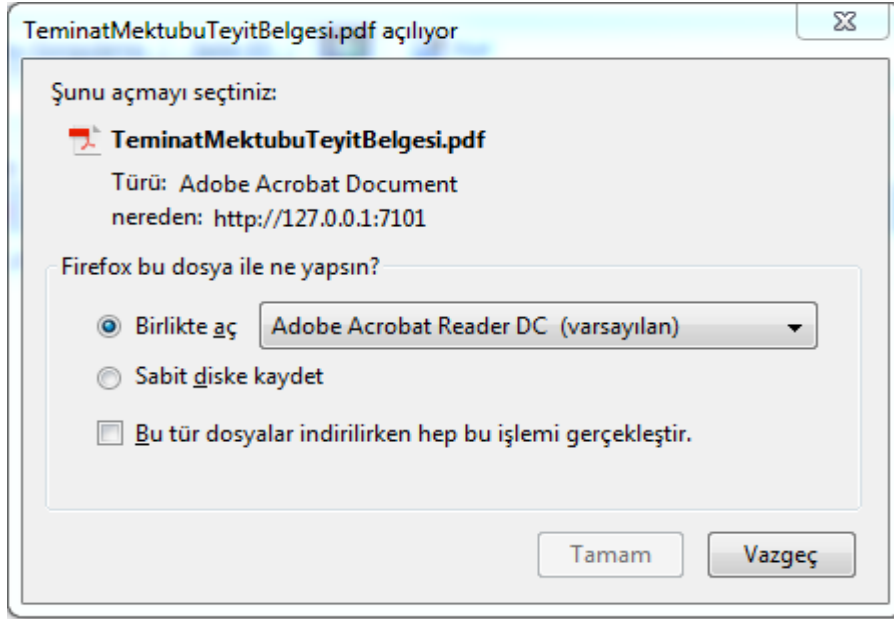 TeminatMektubuTeyitBelgesi.pdf açılıyor
Şunu açmayı seçtiniz:
TeminatMektubuTeyitBelgesi.pdf
Türü: Adobe Acrobat Document
nereden: http://127.0.0.1:7101
Firefox bu dosya ile ne yapsın?
Birlikte aç Adobe Acrobat Reader DC (varsayılan)
Sabit diske kaydet
Bu tür dosyalar indirilirken hep bu işlemi gerçekleştir.
Tamam Vazgeç